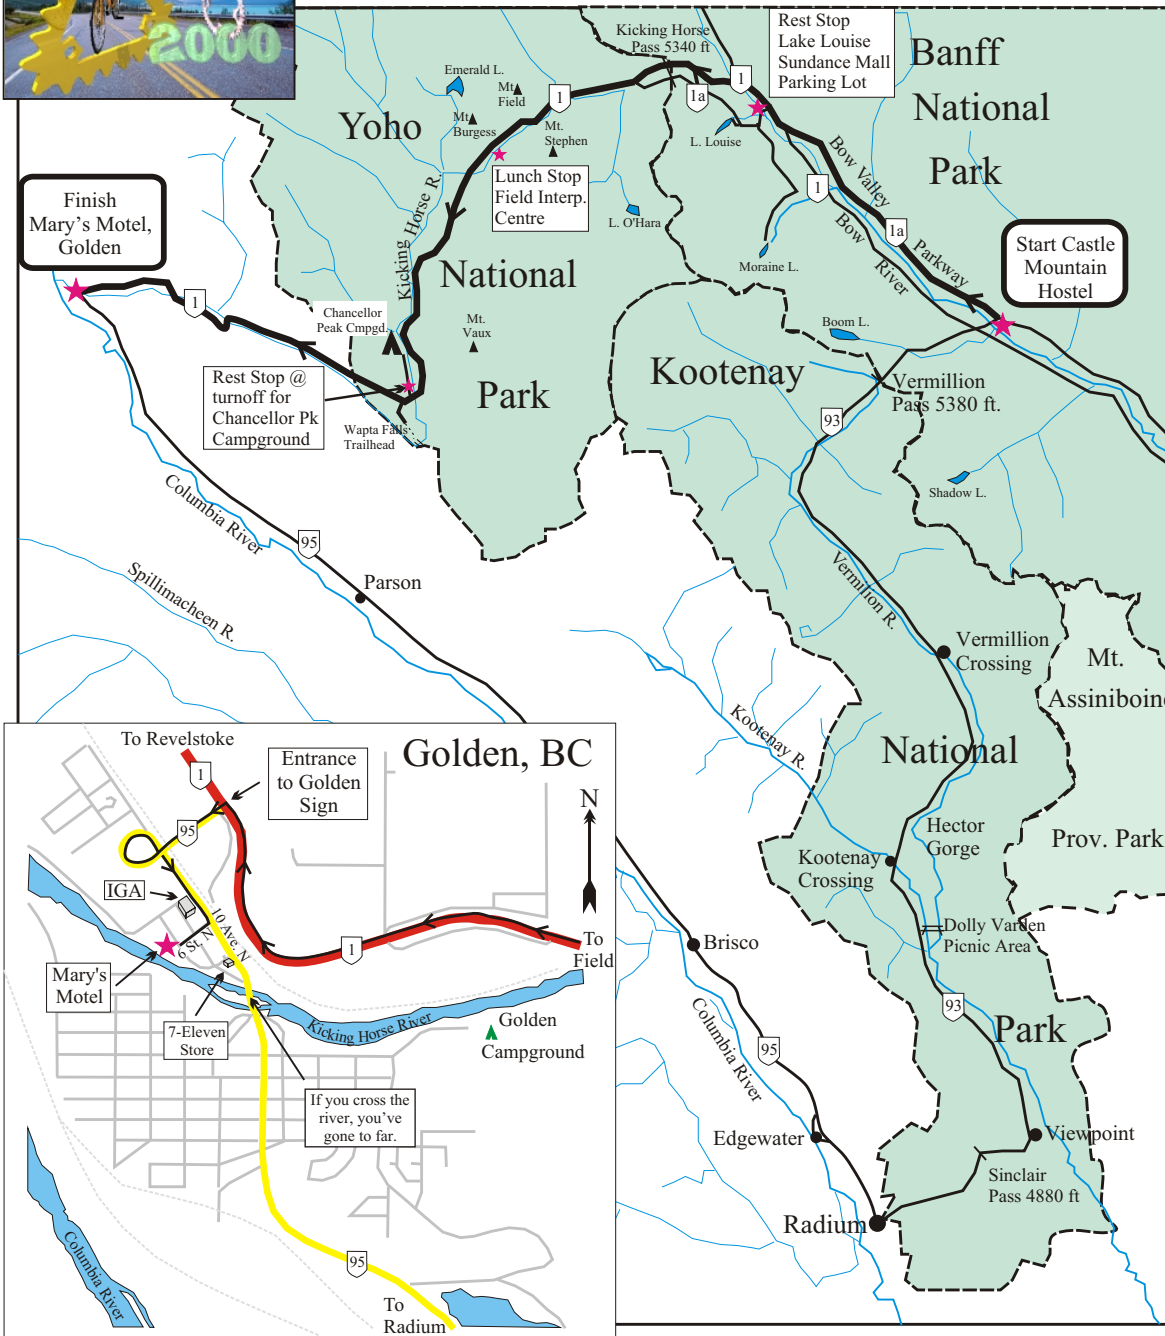 2000
Kicking Horse
Pass 5340 ft
Rest Stop
Lake Louise
Sundance Mall
Parking Lot
Banff
National
Park
Emerald L.
Mt.
Field
Mt.
Burgess
Mt.
Stephen
Yoho
1
1a
1
L. Louise
Lunch Stop
Field Interp.
Centre
L. O'Hara
1
Bow Valley
Parkway
1a
Bow
River
Moraine L.
Finish
Mary's Motel,
Golden
Start Castle
Mountain
Hostel
Kicking Horse R.
National
Park
1
Chancellor
Peak Cmpgd.
Mt.
Vaux
Boom L.
Kootenay
Vermillion
Pass 5380 ft.
93
Rest Stop @
turnoff for
Chancellor Pk
Campground
Wapta Falls
Trailhead
Shadow L.
Columbia River
95
Parson
Spillimacheen R.
Vermilion R.
Vermillion
Crossing
Mt.
Assiniboine
Prov. Park
Kootenay R.
National
Hector
Gorge
Kootenay
Crossing
Dolly Varden
Picnic Area
93
Park
Brisco
Columbia River
95
Edgewater
Viewpoint
Sinclair
Pass 4880 ft
Radium
Golden, BC
To Revelstoke
1
Entrance
to Golden
Sign
N
95
IGA
10 Ave. N
6 St. N
1
To
Field
Mary's
Motel
7-Eleven
Store
Kicking Horse River
Golden
Campground
If you cross the
river, you've
gone to far.
Columbia River
95
To
Radium